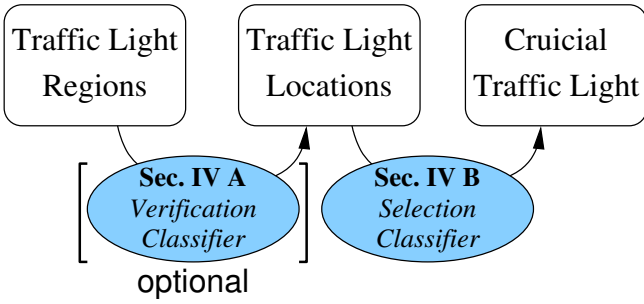 Traffic Light
Regions
Traffic Light
Locations
Cruicial
Traffic Light
Sec. IV A
Verification
Classifier
Sec. IV B
Selection
Classifier
optional